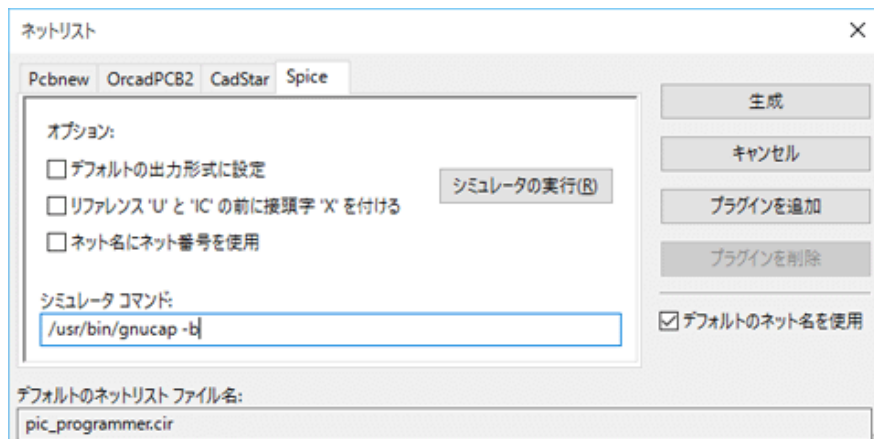 ネットリスト
Pcbnew OrcadPCB2 CadStar Spice
オプション:
デフォルトの出力形式に設定
リファレンス 'U' と 'IC' の前に接頭字 'X' を付ける
ネット名にネット番号を使用
シミュレータの実行(R)
シミュレータ コマンド:
/usr/bin/gnucap -b
生成
キャンセル
プラグインを追加
プラグインを削除
デフォルトのネット名を使用
デフォルトのネットリスト ファイル名:
pic_programmer.cir